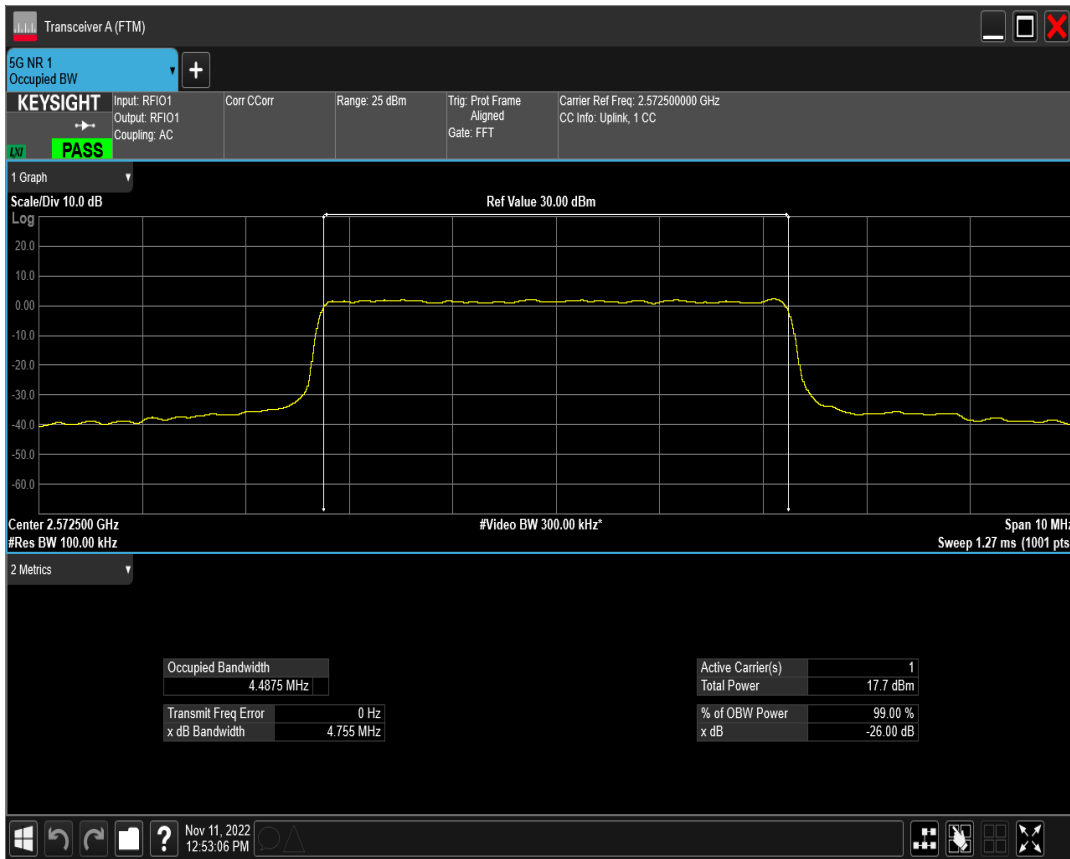 Transceiver A (FTM)
5G NR 1
Occupied BW
+
KEYSIGHT
LXI
PASS
Input: RFIO1
Output: RFIO1
Coupling: AC
Corr CCorr
Range: 25 dBm
Trig: Prot Frame
Aligned
Gate: FFT
Carrier Ref Freq: 2.572500000 GHz
CC Info: Uplink, 1 CC
1 Graph
Scale/Div 10.0 dB
Ref Value 30.00 dBm
Log
20.0
10.0
0.00
-10.0
-20.0
-30.0
-40.0
-50.0
-60.0
Center 2.572500 GHz
#Video BW 300.00 kHz*
Span 10 MHz
#Res BW 100.00 kHz
Sweep 1.27 ms (1001 pts
2 Metrics
Occupied Bandwidth
4.4875 MHz
Transmit Freq Error 0 Hz
x dB Bandwidth 4.755 MHz
Active Carrier(s) 1
Total Power 17.7 dBm
% of OBW Power 99.00 %
x dB -26.00 dB
?
Nov 11, 2022
12:53:06 PM